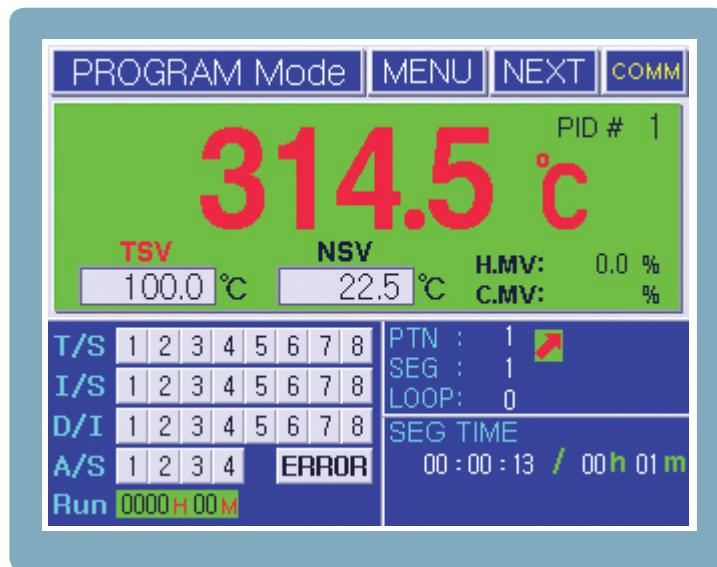 PROGRAM Mode MENU NEXT COMM
PID # 1
314.5 ℃
TSV NSV
100.0 ℃ 22.5 ℃
H.MV: 0.0 %
C.MV: %
T/S 1 2 3 4 5 6 7 8
I/S 1 2 3 4 5 6 7 8
D/I 1 2 3 4 5 6 7 8
A/S 1 2 3 4 ERROR
Run 0000 H 00 M
PTN : 1
SEG : 1
LOOP: 0
SEG TIME
00 : 00 : 13 / 00 h 01 m